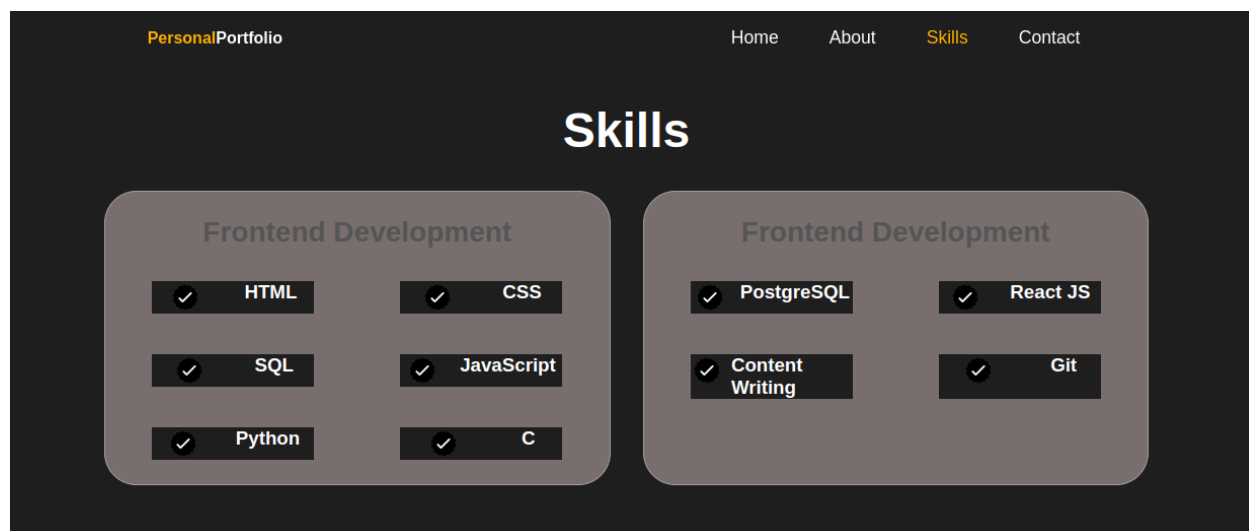 PersonalPortfolio
Home About Skills Contact
Skills
Frontend Development
HTML CSS
SQL JavaScript
Python C
Frontend Development
PostgreSQL React JS
Content
Writing
Git